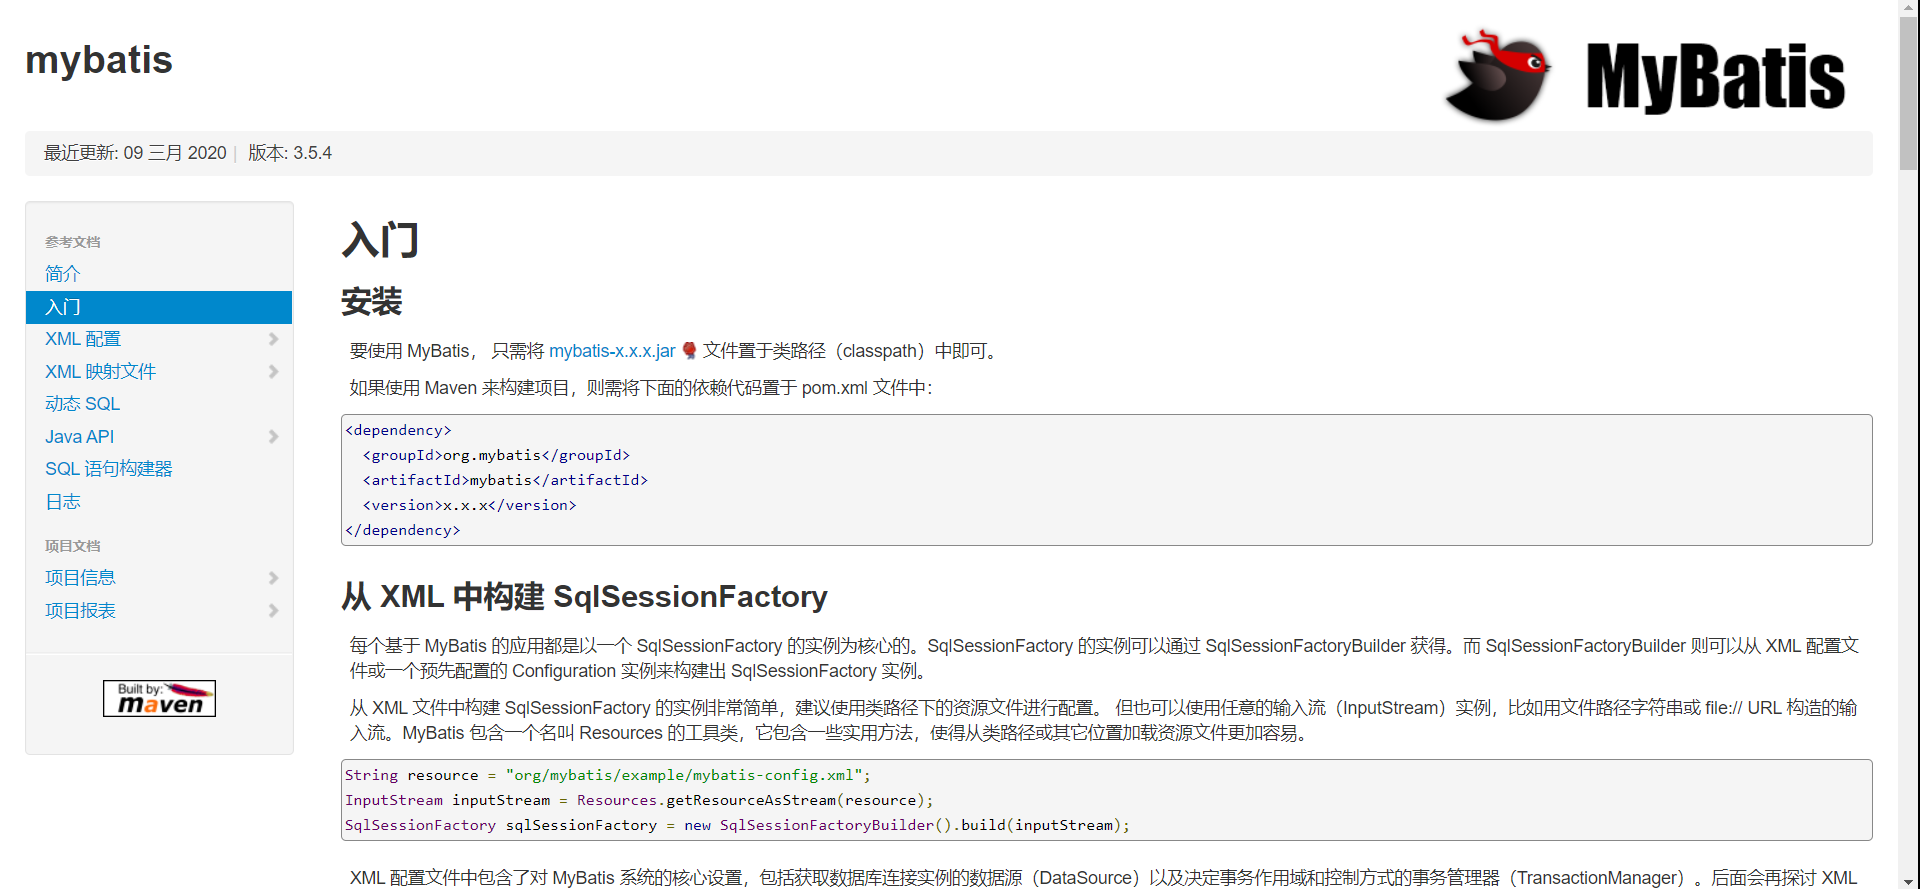 mybatis
MyBatis
最近更新: 09 三月 2020 | 版本: 3.5.4
参考文档
简介
入门
XML 配置
XML 映射文件
动态 SQL
Java API
SQL 语句构建器
日志
项目文档
项目信息
项目报表
Built by:
maven
入门
安装
要使用 MyBatis， 只需将 mybatis-x.x.x.jar 文件置于类路径（classpath）中即可。
如果使用 Maven 来构建项目，则需将下面的依赖代码置于 pom.xml 文件中：
<dependency>
  <groupId>org.mybatis</groupId>
  <artifactId>mybatis</artifactId>
  <version>x.x.x</version>
</dependency>
从 XML 中构建 SqlSessionFactory
每个基于 MyBatis 的应用都是以一个 SqlSessionFactory 的实例为核心的。SqlSessionFactory 的实例可以通过 SqlSessionFactoryBuilder 获得。而 SqlSessionFactoryBuilder 则可以从 XML 配置文
件或一个预先配置的 Configuration 实例来构建出 SqlSessionFactory 实例。
从 XML 文件中构建 SqlSessionFactory 的实例非常简单，建议使用类路径下的资源文件进行配置。 但也可以使用任意的输入流（InputStream）实例，比如用文件路径字符串或 file:// URL 构造的输
入流。MyBatis 包含一个名叫 Resources 的工具类，它包含一些实用方法，使得从类路径或其它位置加载资源文件更加容易。
String resource = "org/mybatis/example/mybatis-config.xml";
InputStream inputStream = Resources.getResourceAsStream(resource);
SqlSessionFactory sqlSessionFactory = new SqlSessionFactoryBuilder().build(inputStream);
XML 配置文件中包含了对 MyBatis 系统的核心设置，包括获取数据库连接实例的数据源（DataSource）以及决定事务作用域和控制方式的事务管理器（TransactionManager）。后面会再探讨 XML